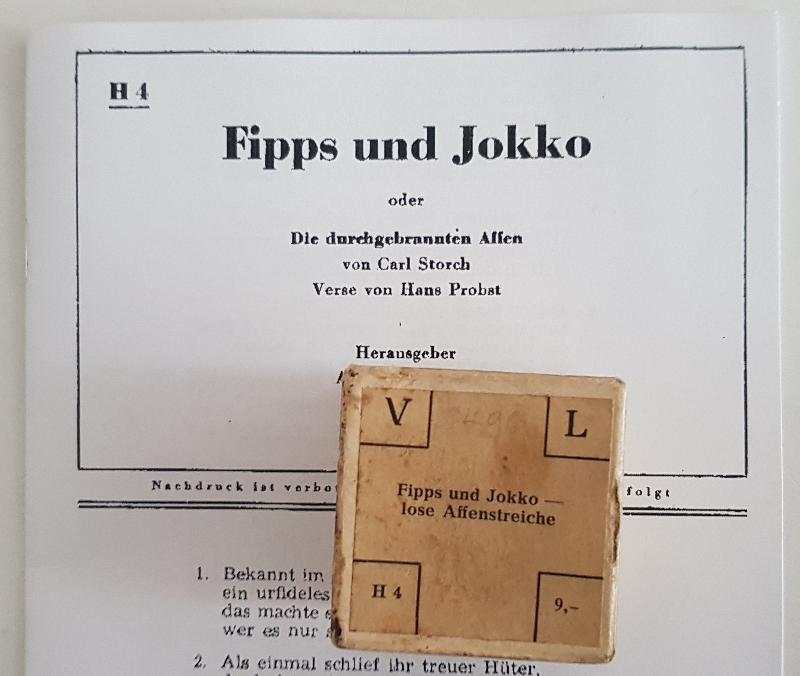 H 4
Fipps und Jokko
oder
Die durchgebrannten Affen
von Carl Storch
Verse von Hans Probst
Herausgeber
Nachdruck ist folgt
1. Bekannt im
ein urfideles
das machte
wer es nur
2. Als einmal schlief ihr treuer Hüter,
V L
Fipps und Jokko —
lose Affenstreiche
H 4 9,–